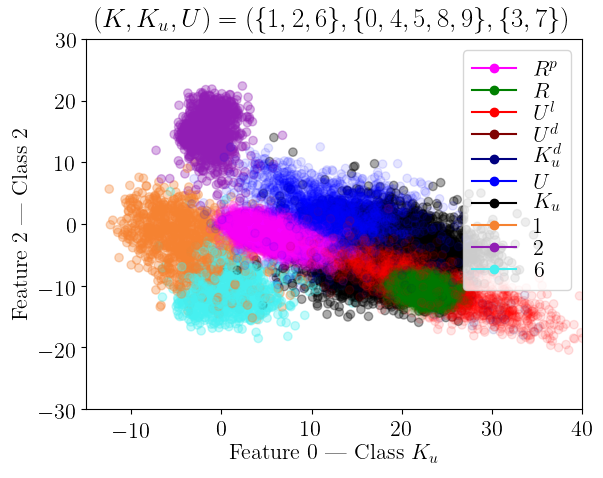 (K, K_u, U) = ({1, 2, 6}, {0, 4, 5, 8, 9}, {3, 7})
30
20
10
0
−10
−20
−30
Feature 2 — Class 2
R^p
R
U^l
U^d
K_u^d
U
K_u
1
2
6
−10
0
10
20
30
40
Feature 0 — Class K_u